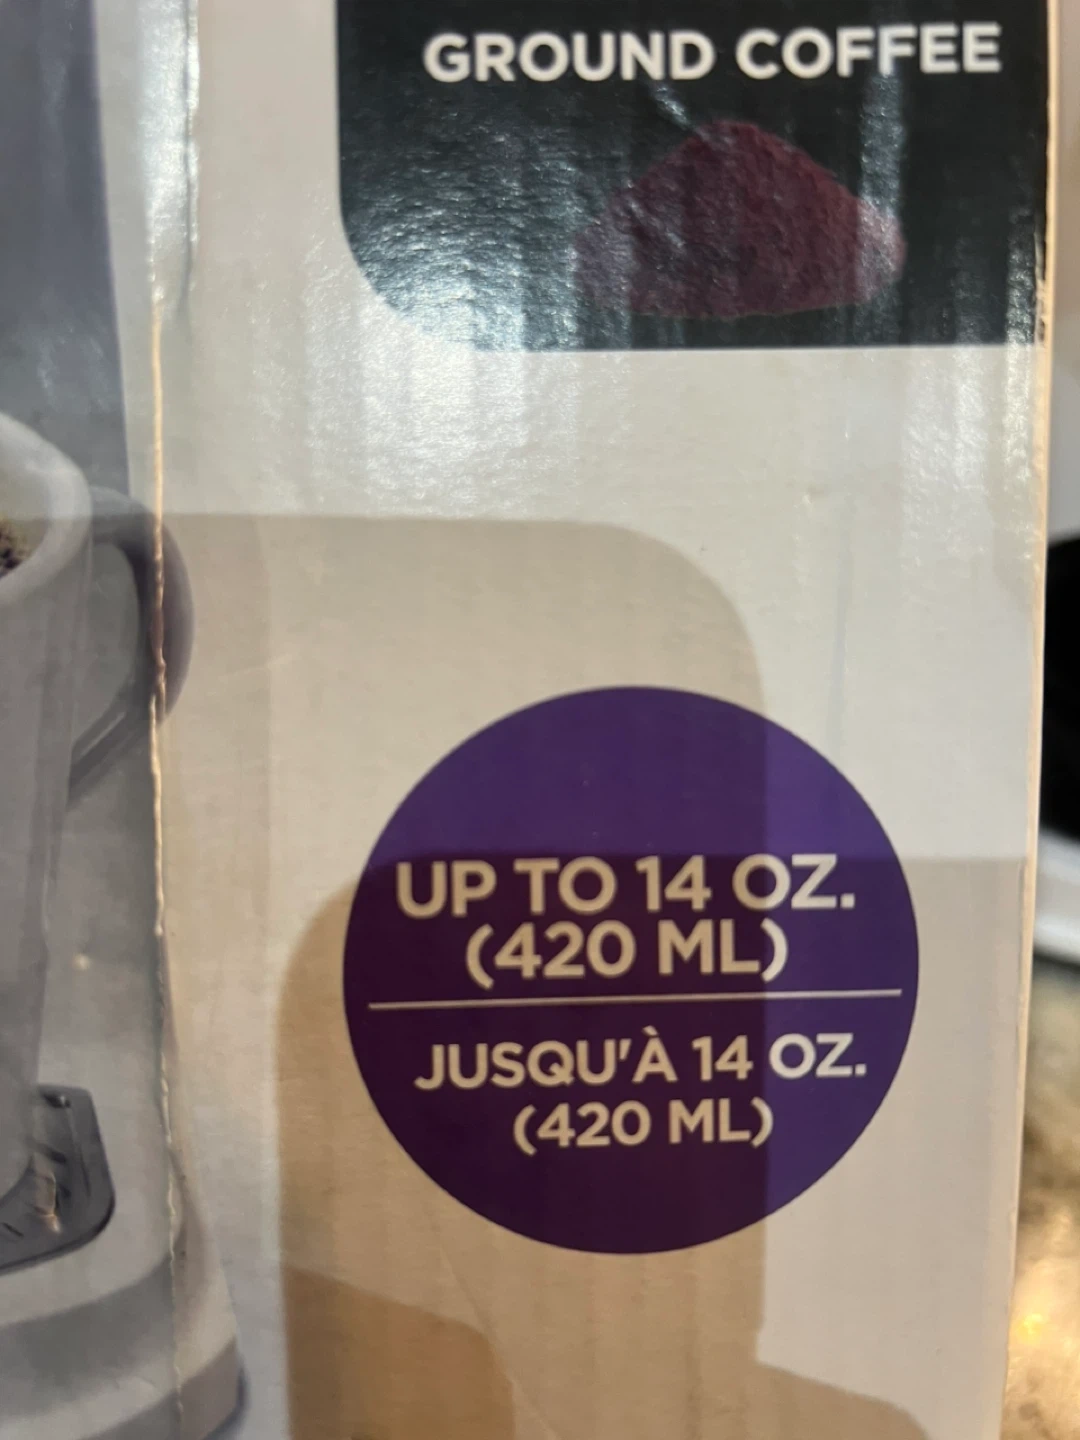 GROUND COFFEE
UP TO 14 OZ.
(420 ML)
JUSQU'À 14 OZ.
(420 ML)